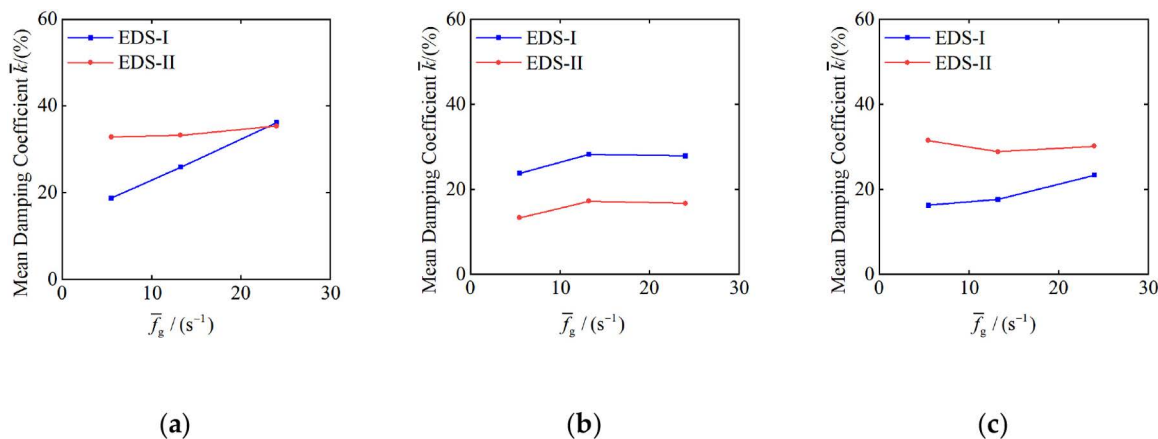 Mean Damping Coefficient k̄/(%)
60
40
20
0
EDS-I
EDS-II
0 10 20 30
f̄g / (s⁻¹)
(a)
Mean Damping Coefficient k̄/(%)
60
40
20
0
EDS-I
EDS-II
0 10 20 30
f̄g / (s⁻¹)
(b)
Mean Damping Coefficient k̄/(%)
60
40
20
0
EDS-I
EDS-II
0 10 20 30
f̄g / (s⁻¹)
(c)